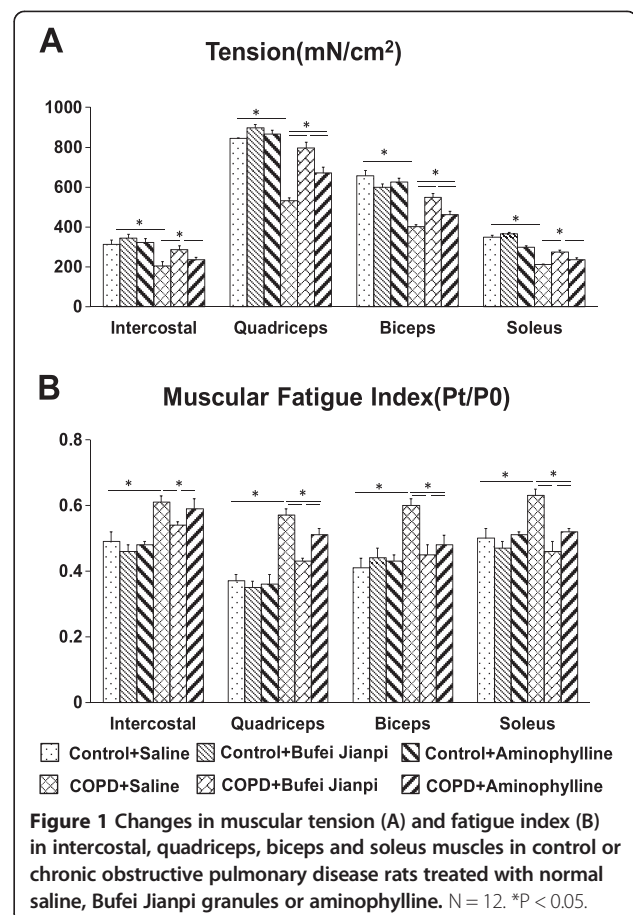 A
Tension(mN/cm²)
1000
800
600
400
200
0
* * * * * * * *
Intercostal Quadriceps Biceps Soleus
B
Muscular Fatigue Index(Pt/P0)
0.8
0.6
0.4
0.2
0
* * * * * * * *
Intercostal Quadriceps Biceps Soleus
Control+Saline Control+Bufei Jianpi Control+Aminophylline
COPD+Saline COPD+Bufei Jianpi COPD+Aminophylline
Figure 1 Changes in muscular tension (A) and fatigue index (B)
in intercostal, quadriceps, biceps and soleus muscles in control or
chronic obstructive pulmonary disease rats treated with normal
saline, Bufei Jianpi granules or aminophylline. N = 12. *P < 0.05.